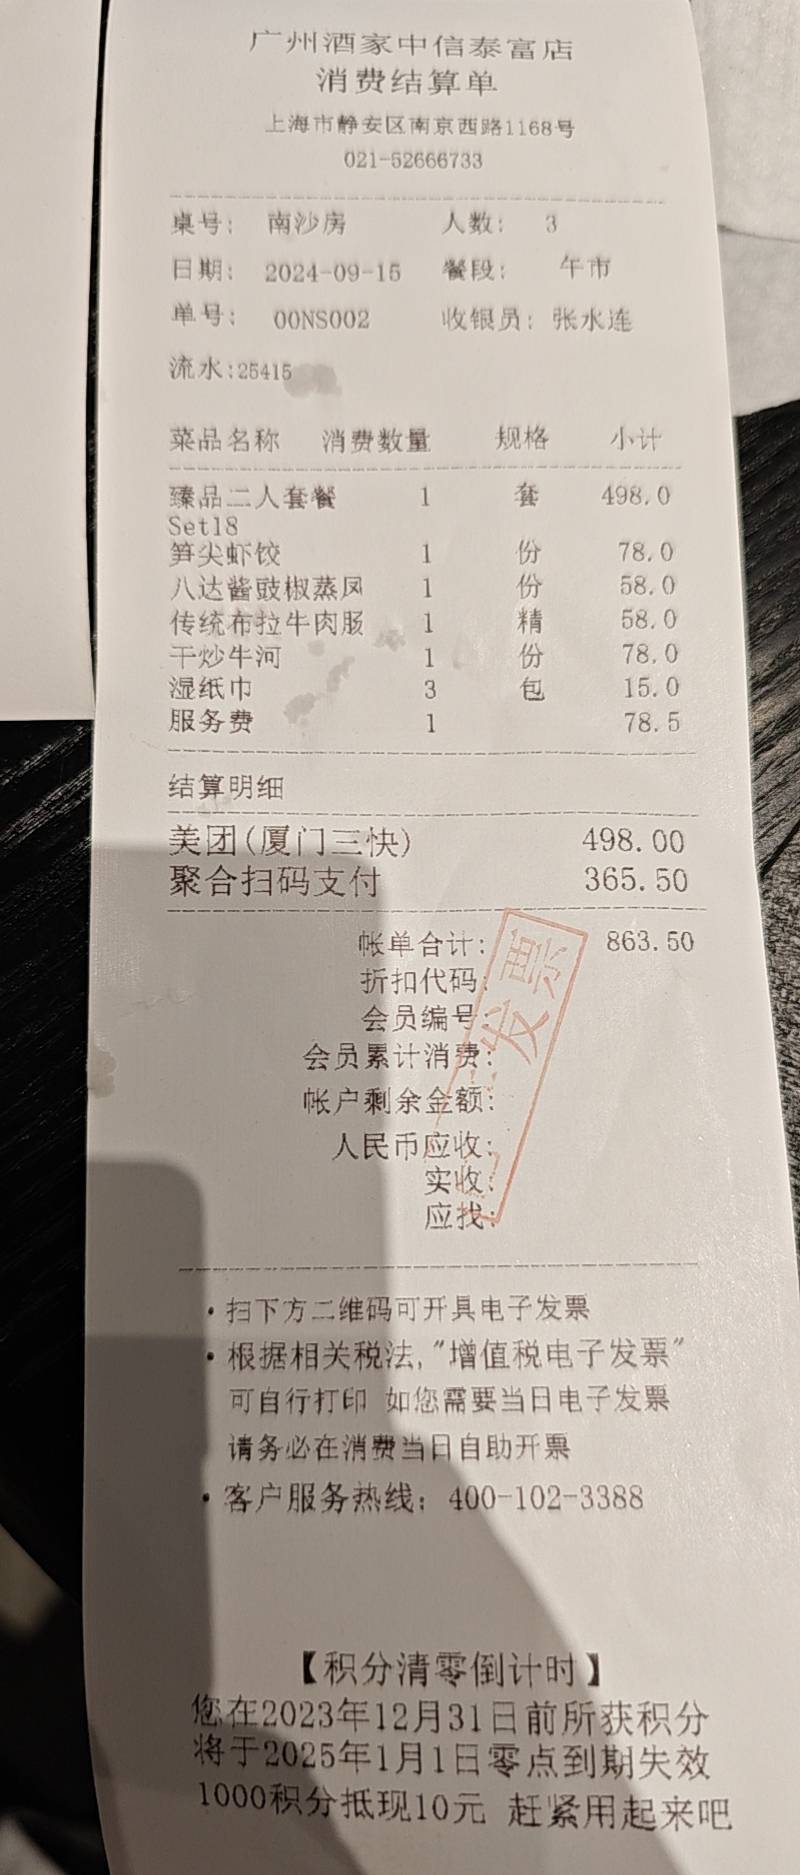 广州酒家中信泰富店
消费结算单
上海市静安区南京西路1168号
021-52666733
桌号: 南沙房 人数: 3
日期: 2024-09-15 餐段: 午市
单号: 00NS002 收银员: 张水连
流水:25415
菜品名称 消费数量 规格 小计
臻品二人套餐 1 套 498.0
Set18
笋尖虾饺 1 份 78.0
八达酱豉椒蒸凤 1 份 58.0
传统布拉牛肉肠 1 精 58.0
干炒牛河 1 份 78.0
湿纸巾 3 包 15.0
服务费 1 78.5
结算明细
美团(厦门三快) 498.00
聚合扫码支付 365.50
帐单合计: 863.50
折扣代码:
会员编号:
会员累计消费:
帐户剩余金额:
人民币应收:
实收:
应找:
发票
·扫下方二维码可开具电子发票
·根据相关税法,"增值税电子发票"
可自行打印 如您需要当日电子发票
请务必在消费当日自助开票
·客户服务热线: 400-102-3388
【积分清零倒计时】
您在2023年12月31日前所获积分
将于2025年1月1日零点到期失效
1000积分抵现10元 赶紧用起来吧